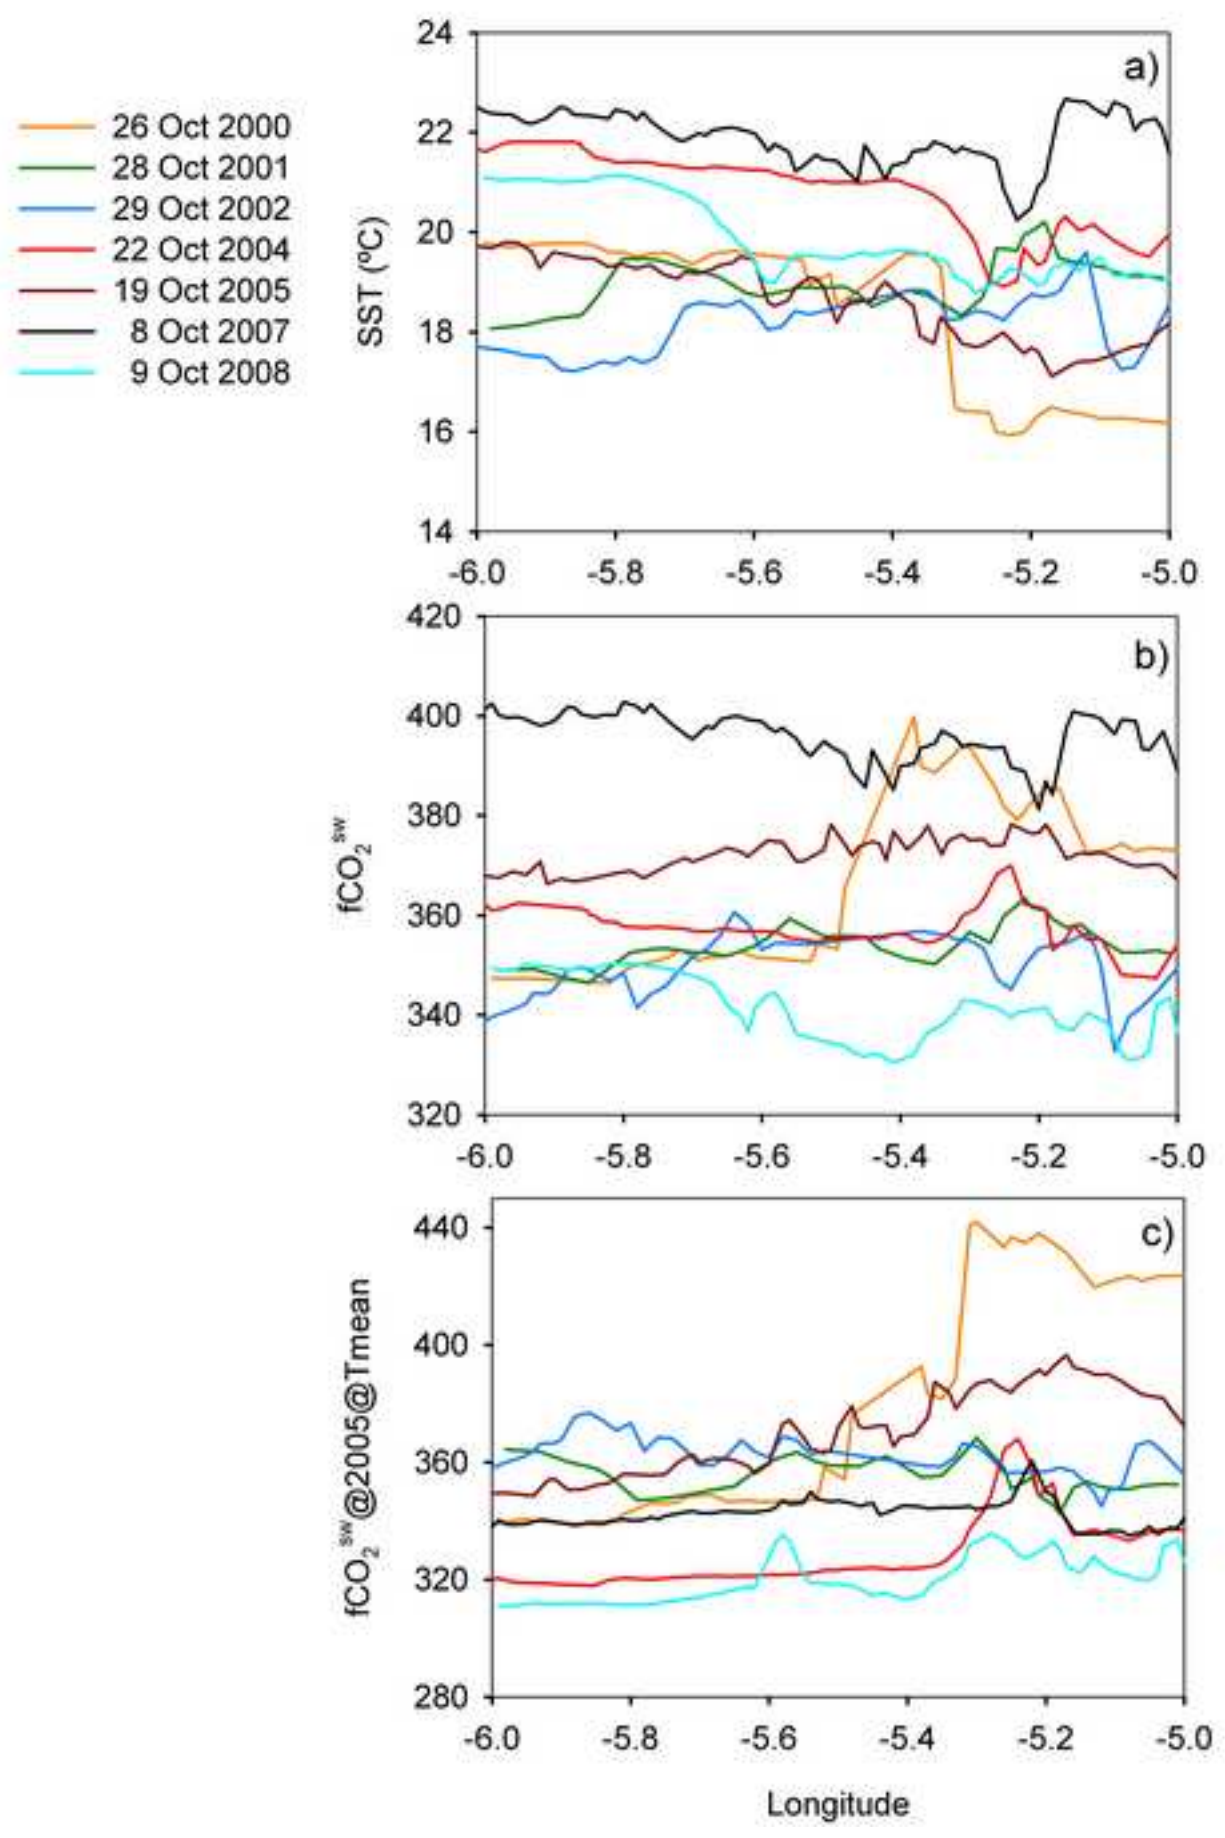 26 Oct 2000
28 Oct 2001
29 Oct 2002
22 Oct 2004
19 Oct 2005
8 Oct 2007
9 Oct 2008
a)
SST (ºC)
24
22
20
18
16
14
-6.0 -5.8 -5.6 -5.4 -5.2 -5.0
b)
fCO₂ˢʷ
420
400
380
360
340
320
-6.0 -5.8 -5.6 -5.4 -5.2 -5.0
c)
fCO₂ˢʷ@2005@Tmean
440
400
360
320
280
-6.0 -5.8 -5.6 -5.4 -5.2 -5.0
Longitude